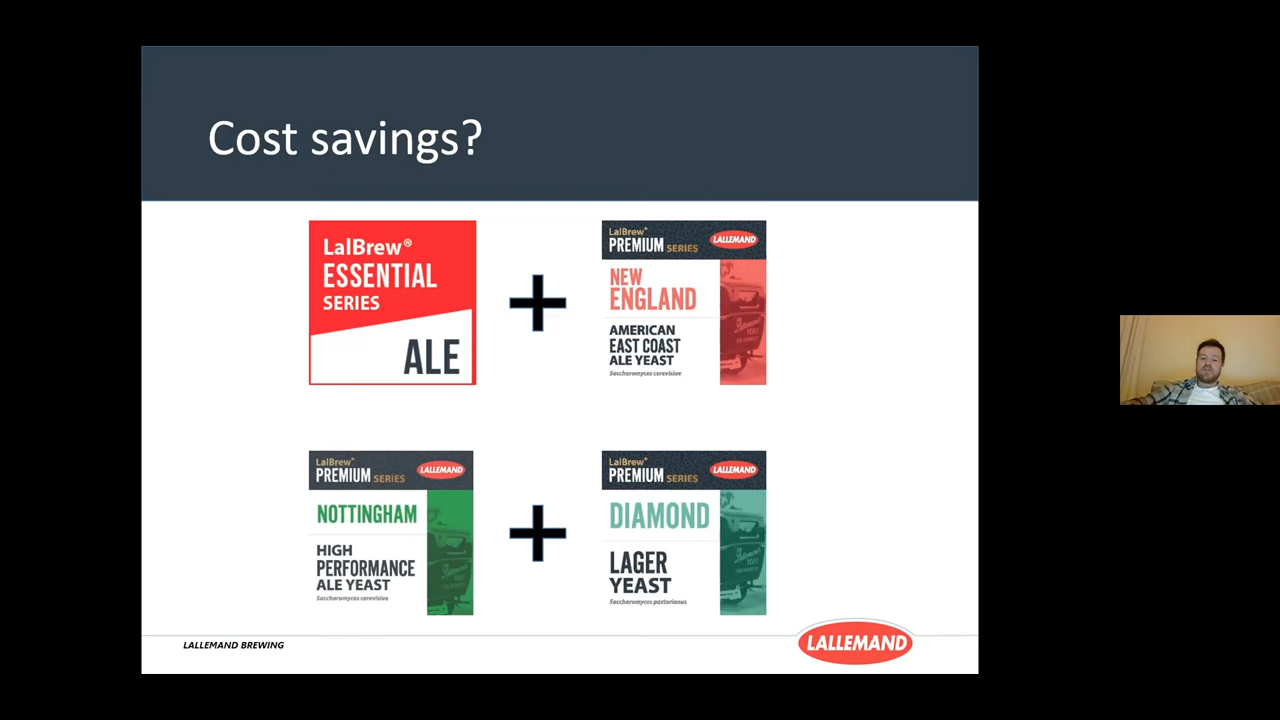 Cost savings?
LalBrew®
ESSENTIAL
SERIES
ALE
LalBrew®
PREMIUM SERIES
LALLEMAND
NEW
ENGLAND
AMERICAN
EAST COAST
ALE YEAST
Saccharomyces cerevisiae
LalBrew®
PREMIUM SERIES
LALLEMAND
NOTTINGHAM
HIGH
PERFORMANCE
ALE YEAST
Saccharomyces cerevisiae
LalBrew®
PREMIUM SERIES
LALLEMAND
DIAMOND
LAGER
YEAST
Saccharomyces pastorianus
LALLEMAND BREWING
LALLEMAND